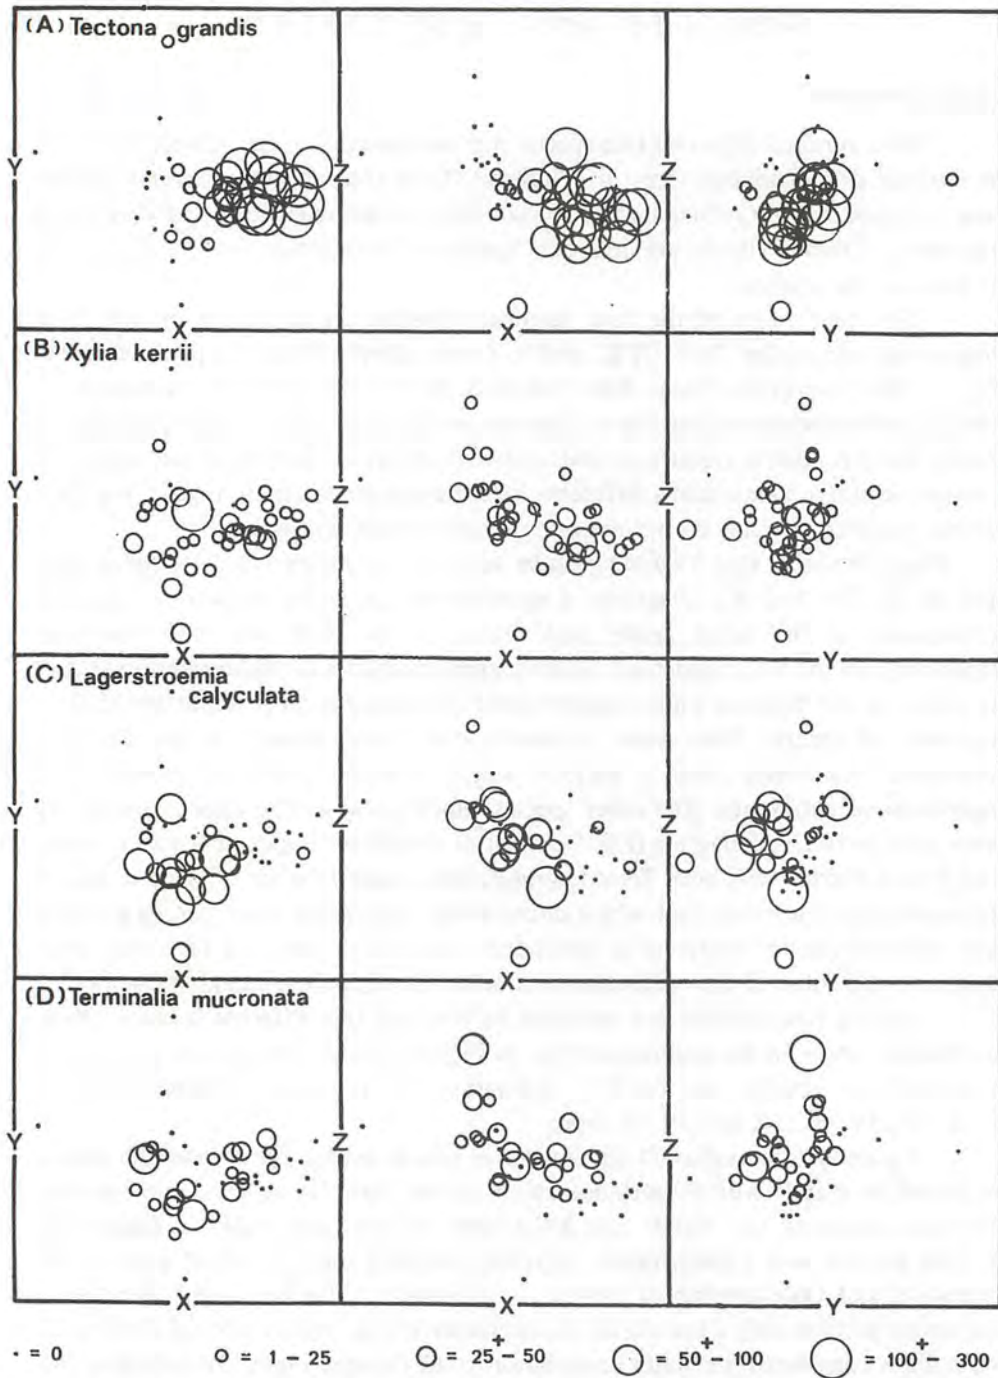 (A) Tectona grandis
Y Z Z
X X Y
(B) Xylia kerrii
Y Z Z
X X Y
(C) Lagerstroemia
calyculata
Y Z Z
X X Y
(D) Terminalia mucronata
Y Z Z
X X Y
• = 0 ○ = 1 – 25 ○ = 25⁺ – 50 ○ = 50⁺ – 100 ○ = 100⁺ – 300